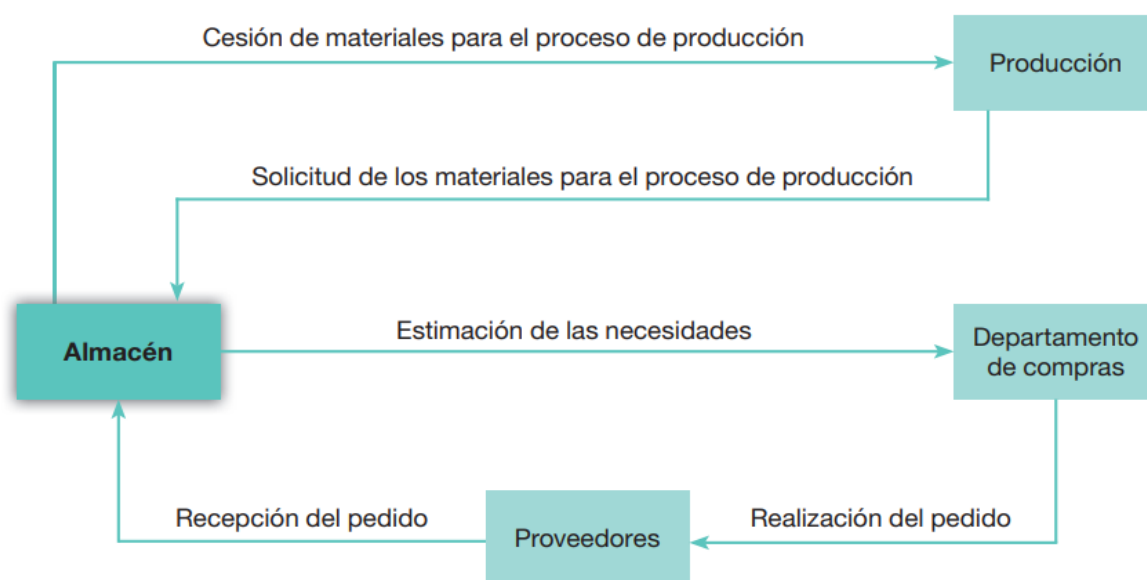 Cesión de materiales para el proceso de producción
Producción
Solicitud de los materiales para el proceso de producción
Almacén
Estimación de las necesidades
Departamento
de compras
Recepción del pedido
Proveedores
Realización del pedido